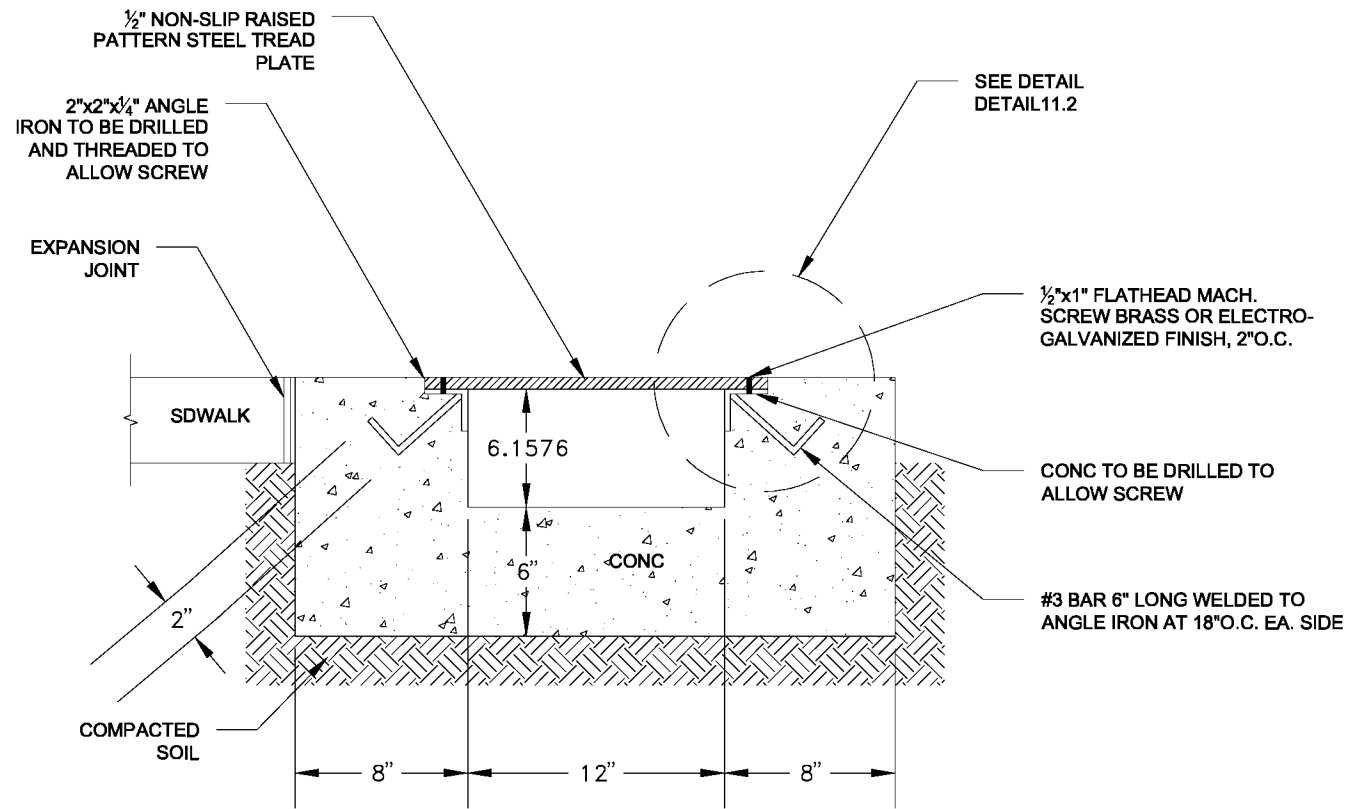 ½" NON-SLIP RAISED
PATTERN STEEL TREAD
PLATE
2"x2"x¼" ANGLE
IRON TO BE DRILLED
AND THREADED TO
ALLOW SCREW
EXPANSION
JOINT
SEE DETAIL
DETAIL11.2
½"x1" FLATHEAD MACH.
SCREW BRASS OR ELECTRO-
GALVANIZED FINISH, 2"O.C.
SDWALK
6.1576
CONC TO BE DRILLED TO
ALLOW SCREW
6"
CONC
2"
#3 BAR 6" LONG WELDED TO
ANGLE IRON AT 18"O.C. EA. SIDE
COMPACTED
SOIL
8"
12"
8"